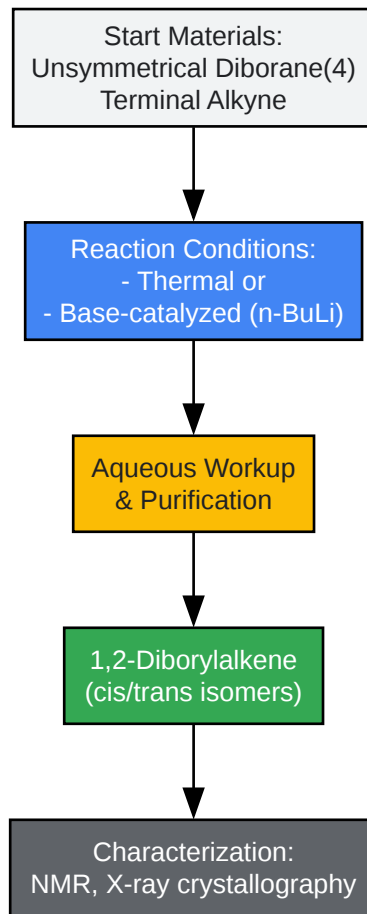 Start Materials:
Unsymmetrical Diborane(4)
Terminal Alkyne
Reaction Conditions:
- Thermal or
- Base-catalyzed (n-BuLi)
Aqueous Workup
& Purification
1,2-Diborylalkene
(cis/trans isomers)
Characterization:
NMR, X-ray crystallography